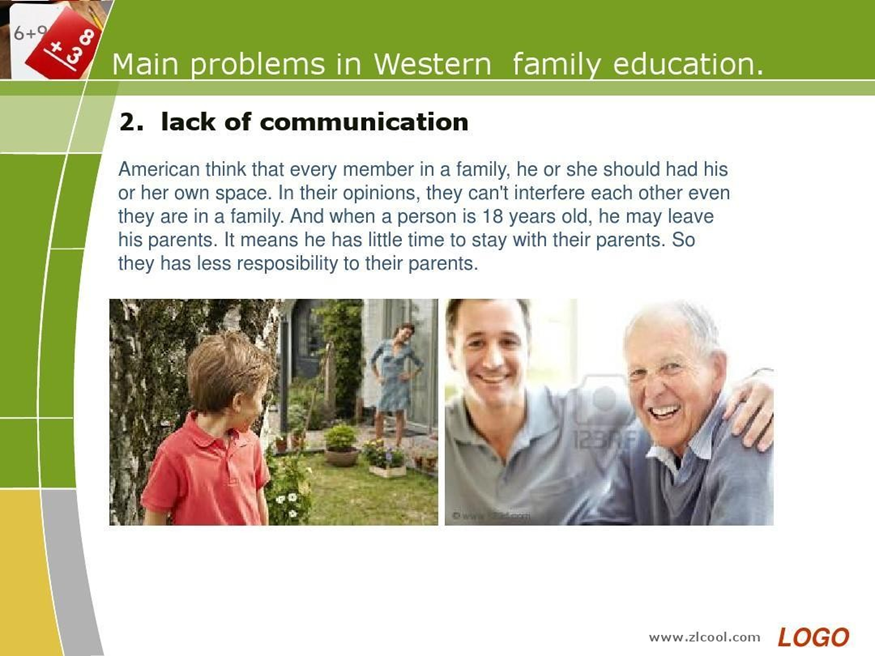 6+9
8
+3
Main problems in Western family education.
2. lack of communication
American think that every member in a family, he or she should had his
or her own space. In their opinions, they can't interfere each other even
they are in a family. And when a person is 18 years old, he may leave
his parents. It means he has little time to stay with their parents. So
they has less resposibility to their parents.
123RF
www.zlcool.com
LOGO